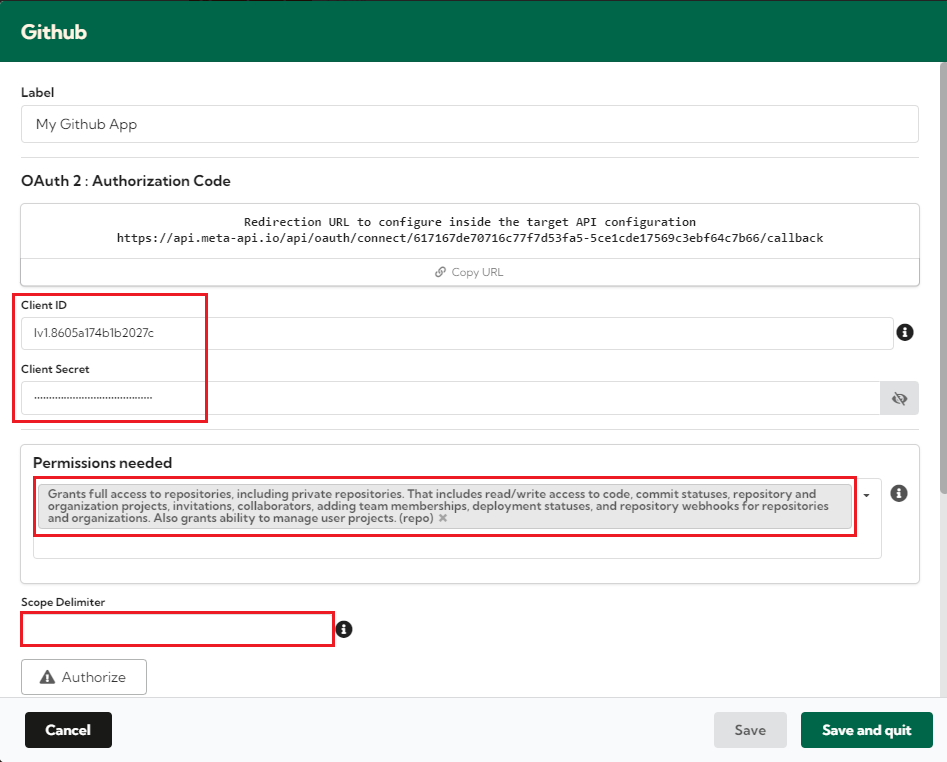 Github
Label
My Github App
OAuth 2 : Authorization Code
Redirection URL to configure inside the target API configuration
https://api.meta-api.io/api/oauth/connect/617167de70716c77f7d53fa5-5ce1cde17569c3ebf64c7b66/callback
Copy URL
Client ID
Iv1.8605a174b1b2027c
Client Secret
Permissions needed
Grants full access to repositories, including private repositories. That includes read/write access to code, commit statuses, repository and
organization projects, invitations, collaborators, adding team memberships, deployment statuses, and repository webhooks for repositories
and organizations. Also grants ability to manage user projects. (repo)
Scope Delimiter
Authorize
Cancel
Save
Save and quit